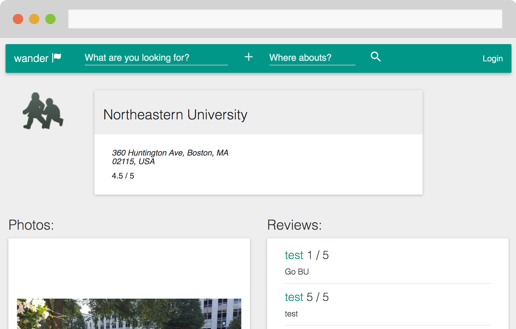 wander
What are you looking for?
Where abouts?
Login
Northeastern University
360 Huntington Ave, Boston, MA
02115, USA
4.5 / 5
Photos:
Reviews:
test 1 / 5
Go BU
test 5 / 5
test